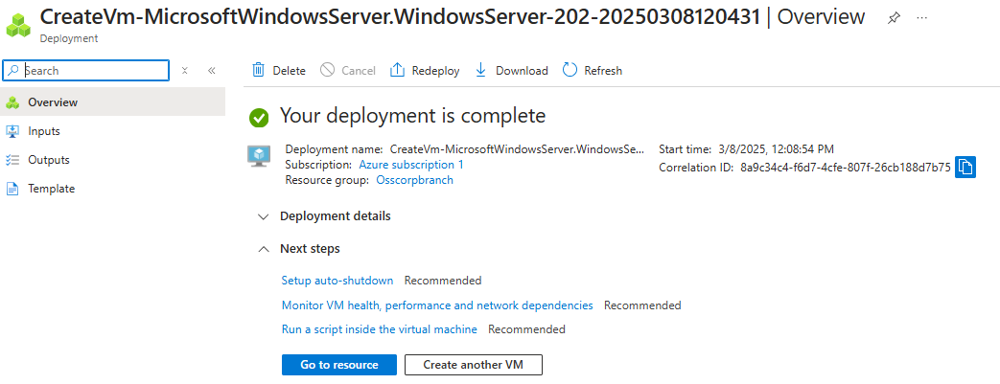 CreateVm-MicrosoftWindowsServer.WindowsServer-202-20250308120431 | Overview
Deployment
Search
Delete
Cancel
Redeploy
Download
Refresh
Overview
Inputs
Outputs
Template
Your deployment is complete
Deployment name: CreateVm-MicrosoftWindowsServer.WindowsSe...
Subscription: Azure subscription 1
Resource group: Osscorpbranch
Start time: 3/8/2025, 12:08:54 PM
Correlation ID: 8a9c34c4-f6d7-4cfe-807f-26cb188d7b75
Deployment details
Next steps
Setup auto-shutdown Recommended
Monitor VM health, performance and network dependencies Recommended
Run a script inside the virtual machine Recommended
Go to resource
Create another VM